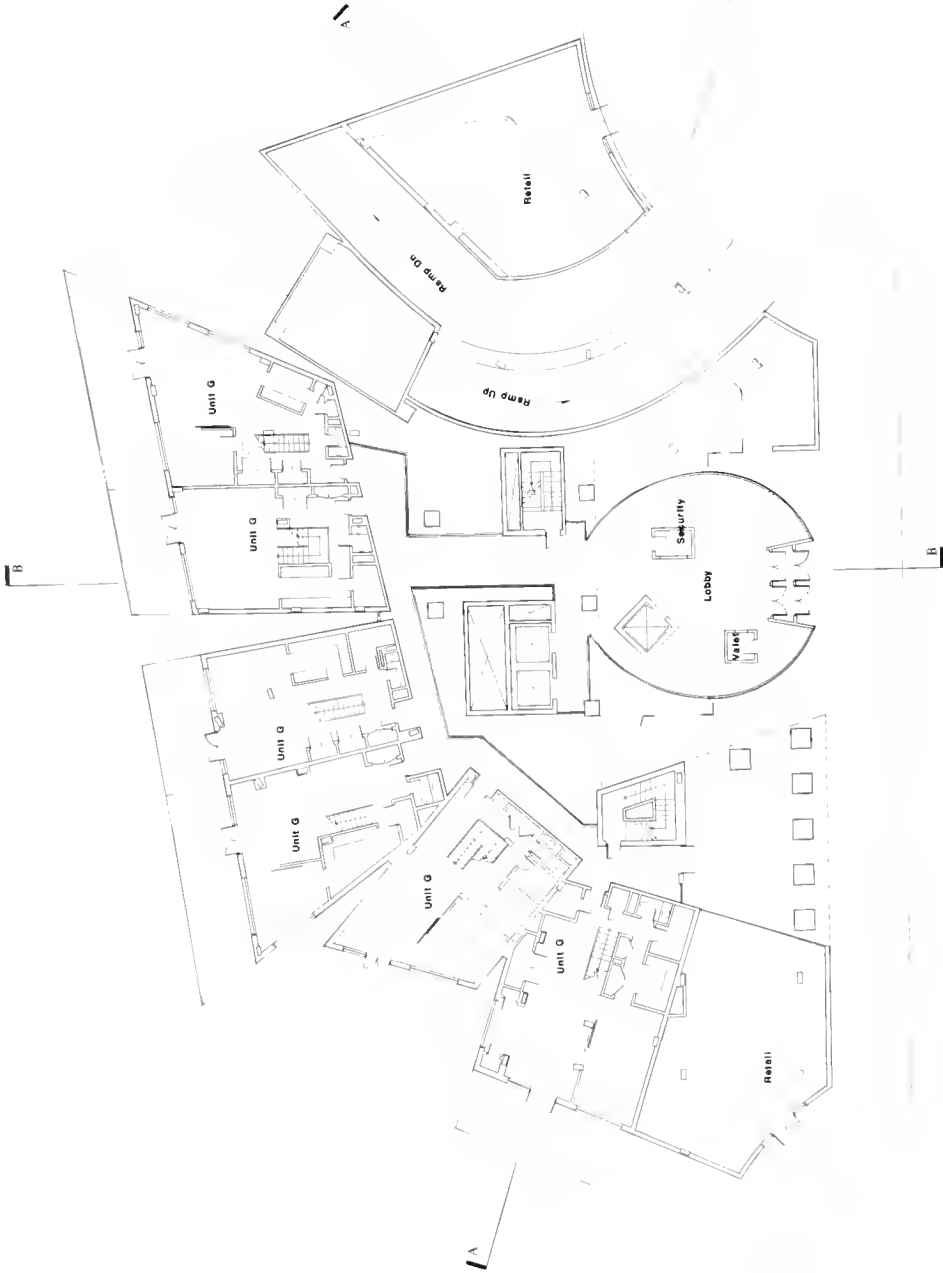 A
Retail
Ramp Dn
Unit G
Ramp Up
Unit G
Security
B
B
Lobby
Valet
Unit G
Unit G
Unit G
Unit G
Retail
A